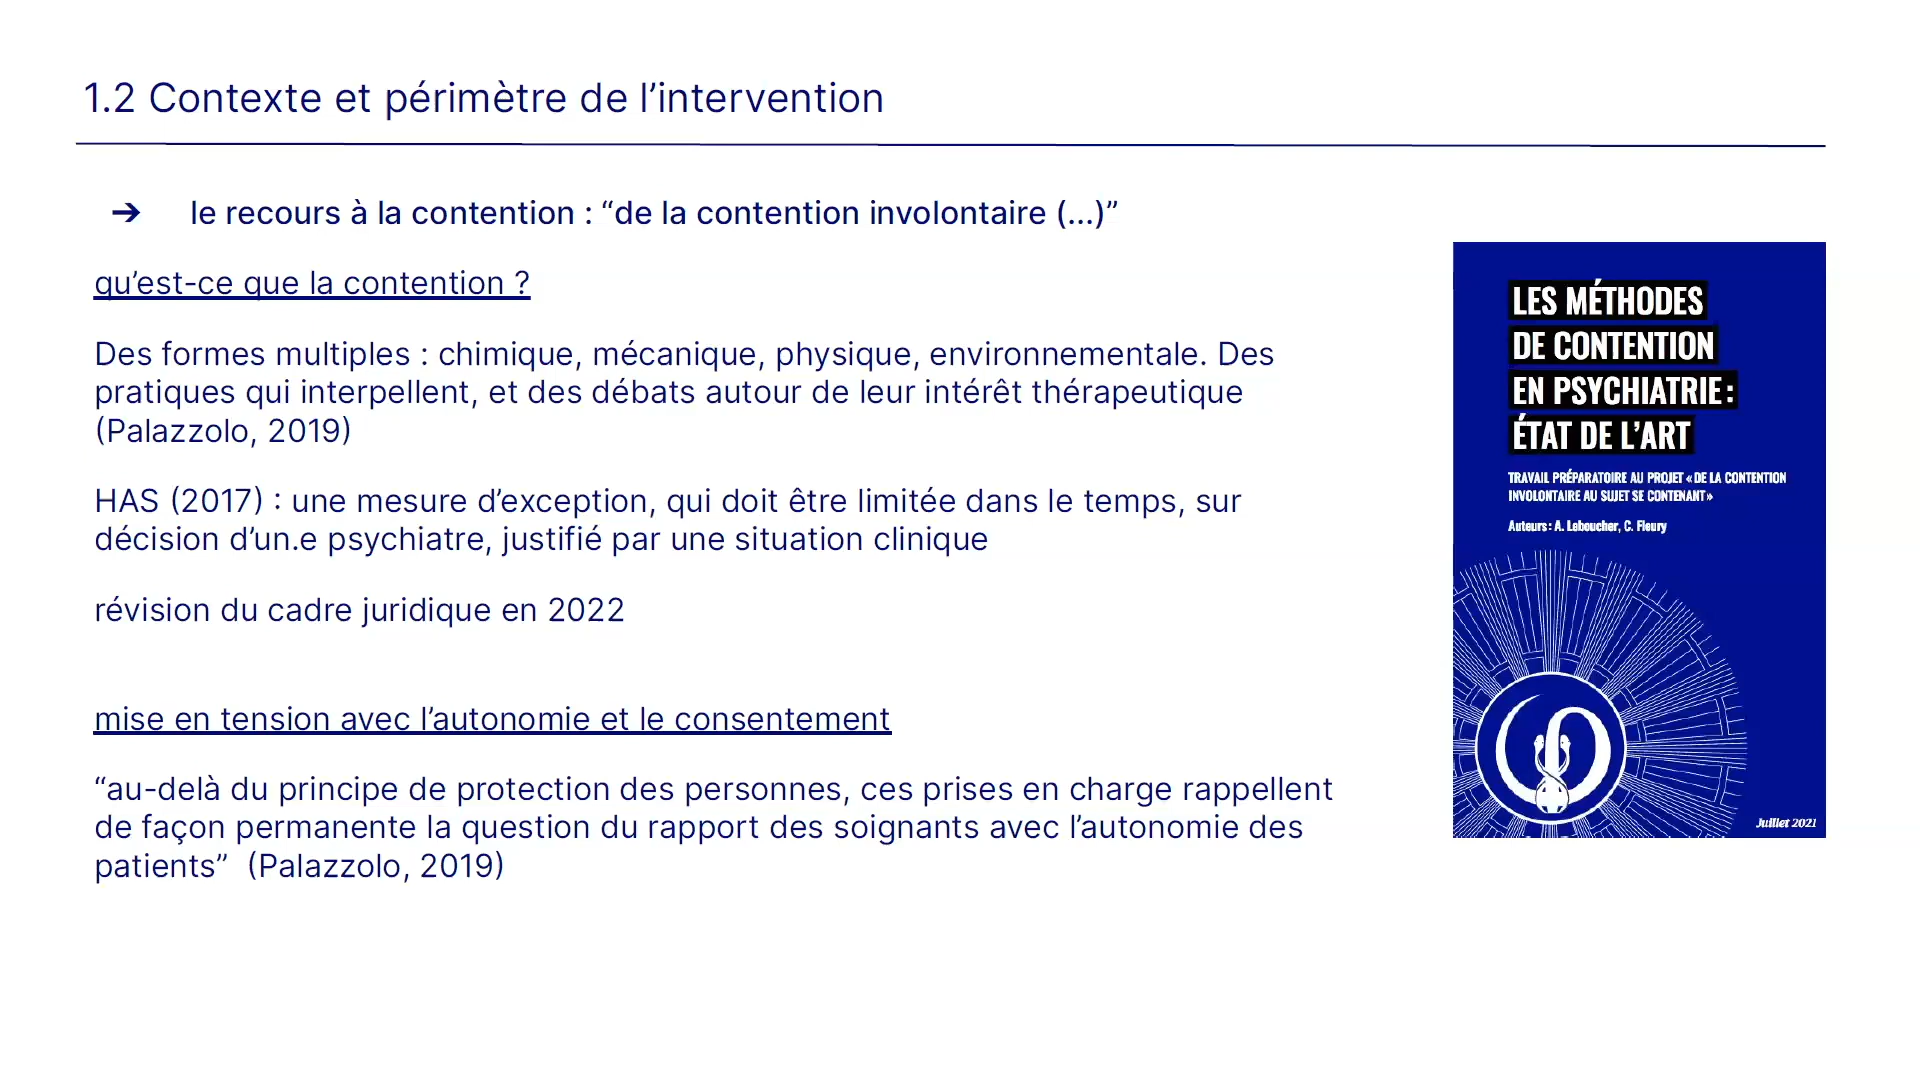 1.2 Contexte et périmètre de l’intervention
➔ le recours à la contention : “de la contention involontaire (...)”
qu’est-ce que la contention ?
Des formes multiples : chimique, mécanique, physique, environnementale. Des
pratiques qui interpellent, et des débats autour de leur intérêt thérapeutique
(Palazzolo, 2019)
HAS (2017) : une mesure d’exception, qui doit être limitée dans le temps, sur
décision d’un.e psychiatre, justifié par une situation clinique
révision du cadre juridique en 2022
mise en tension avec l’autonomie et le consentement
“au-delà du principe de protection des personnes, ces prises en charge rappellent
de façon permanente la question du rapport des soignants avec l’autonomie des
patients” (Palazzolo, 2019)
LES MÉTHODES
DE CONTENTION
EN PSYCHIATRIE :
ÉTAT DE L’ART
TRAVAIL PRÉPARATOIRE AU PROJET « DE LA CONTENTION
INVOLONTAIRE AU SUJET SE CONTENANT »
Auteurs : A. Leboucher, C. Fleury
Juillet 2021